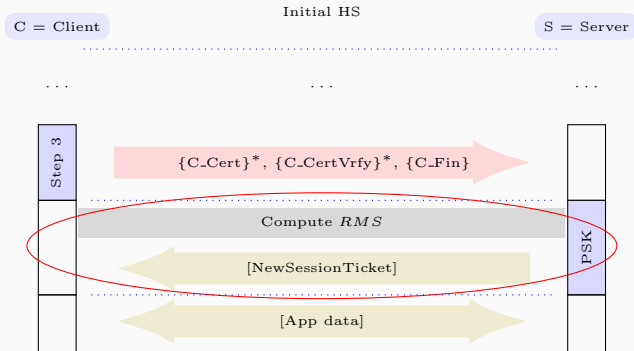 Initial HS
C = Client
S = Server
. . .
. . .
. . .
Step 3
{C_Cert}*, {C_CertVrfy}*, {C_Fin}
Compute RMS
PSK
[NewSessionTicket]
[App data]